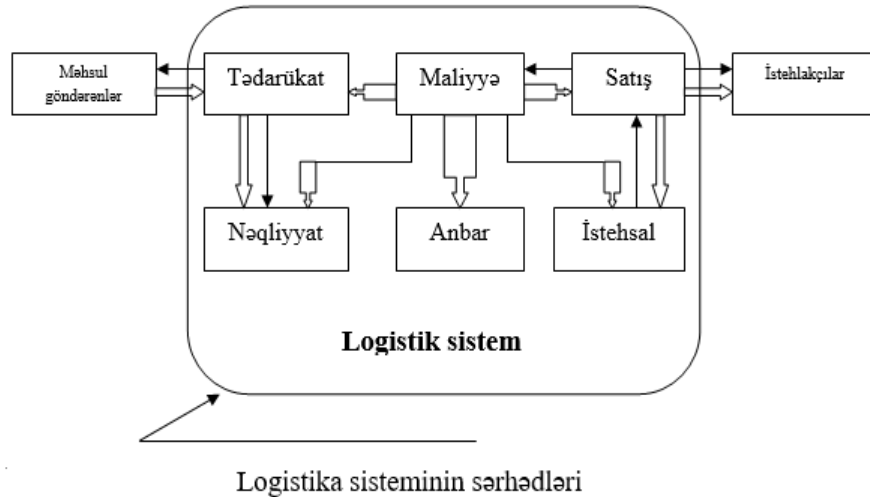 Məhsul
göndərənlər
Tədarükat
Maliyyə
Satış
İstehlakçılar
Nəqliyyat
Anbar
İstehsal
Logistik sistem
Logistika sisteminin sərhədləri